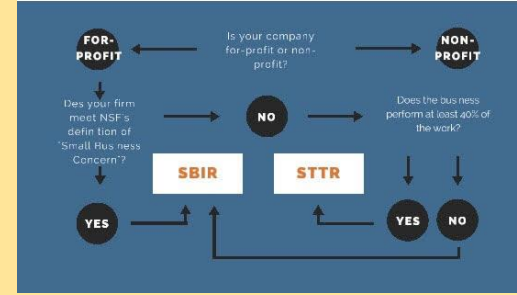 FOR-
PROFIT
Is your company
for-profit or non-
profit?
NON-
PROFIT
Des your firm
meet NSF's
defin tion of
"Small Bus ness
Concern"?
NO
Does the bus ness
perform at least 40% of
the work?
SBIR
STTR
YES
YES
NO